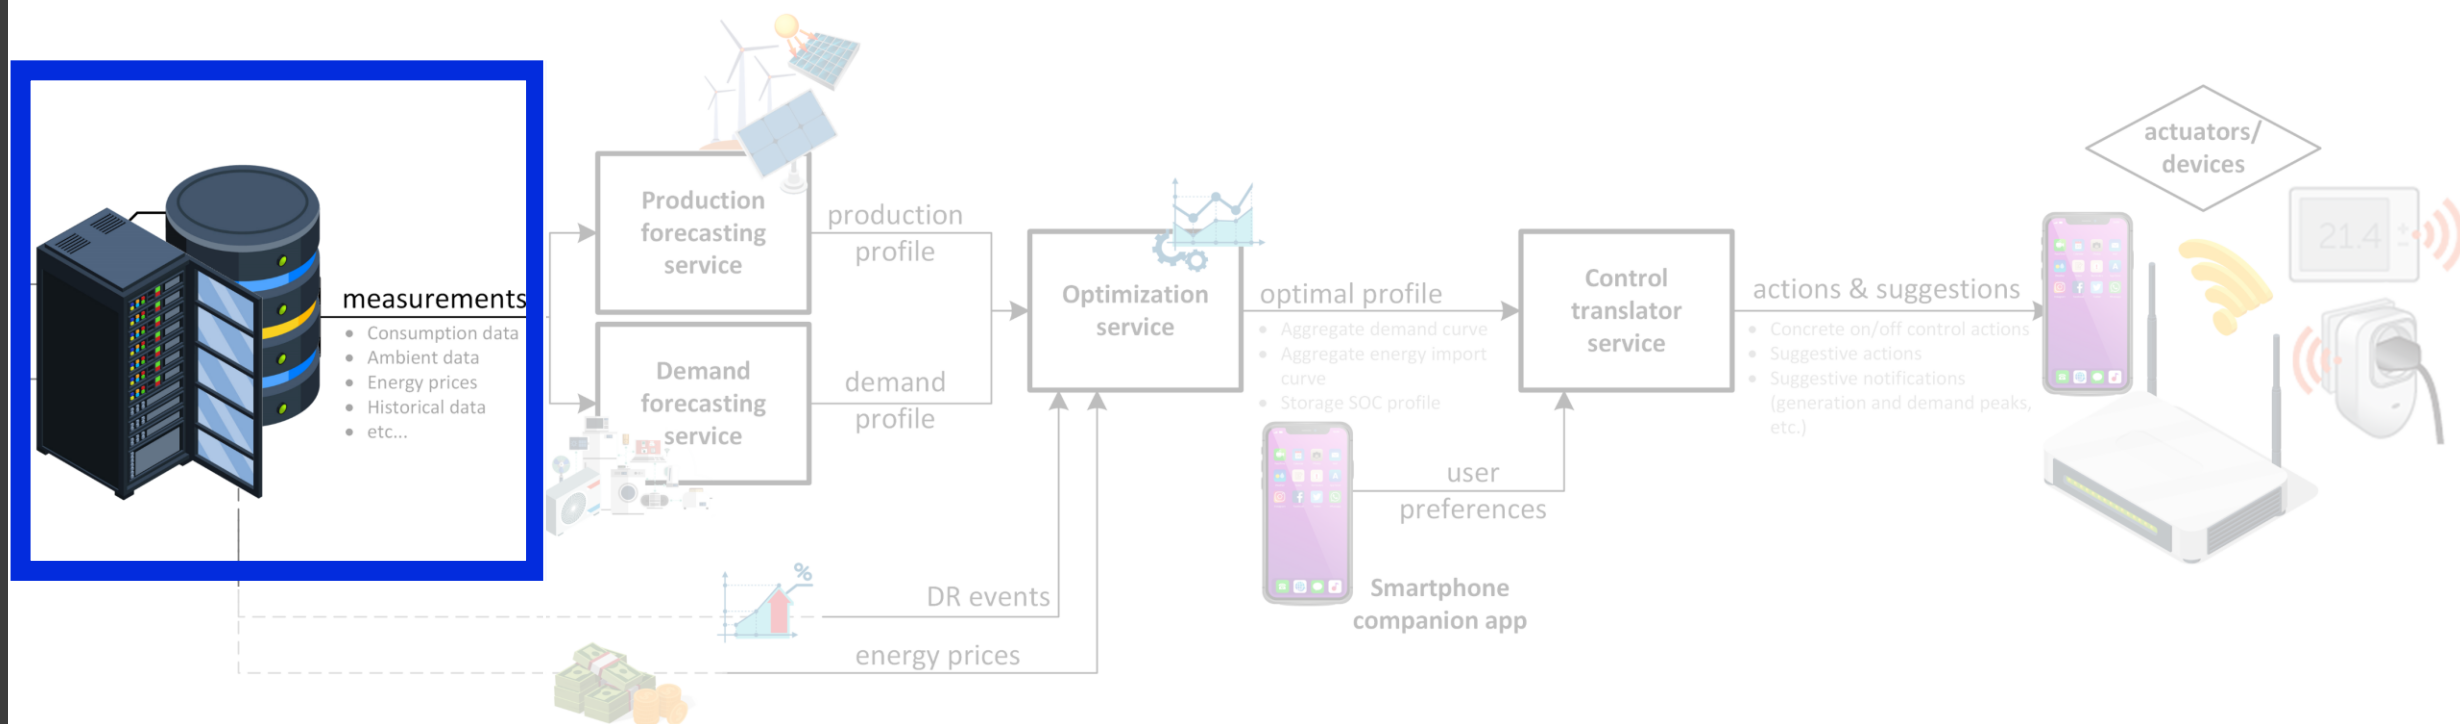 measurements
• Consumption data
• Ambient data
• Energy prices
• Historical data
• etc...
Production
forecasting
service
Demand
forecasting
service
production
profile
demand
profile
Optimization
service
DR events
energy prices
%
optimal profile
• Aggregate demand curve
• Aggregate energy import
curve
• Storage SOC profile
user
preferences
Smartphone
companion app
Control
translator
service
actions & suggestions
• Concrete on/off control actions
• Suggestive actions
• Suggestive notifications
(generation and demand peaks,
etc.)
actuators/
devices
21.4